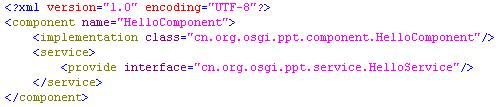 <?xml version="1.0" encoding="UTF-8"?>
<component name="HelloComponent">
    <implementation class="cn.org.osgi.ppt.component.HelloComponent"/>
    <service>
        <provide interface="cn.org.osgi.ppt.service.HelloService"/>
    </service>
</component>